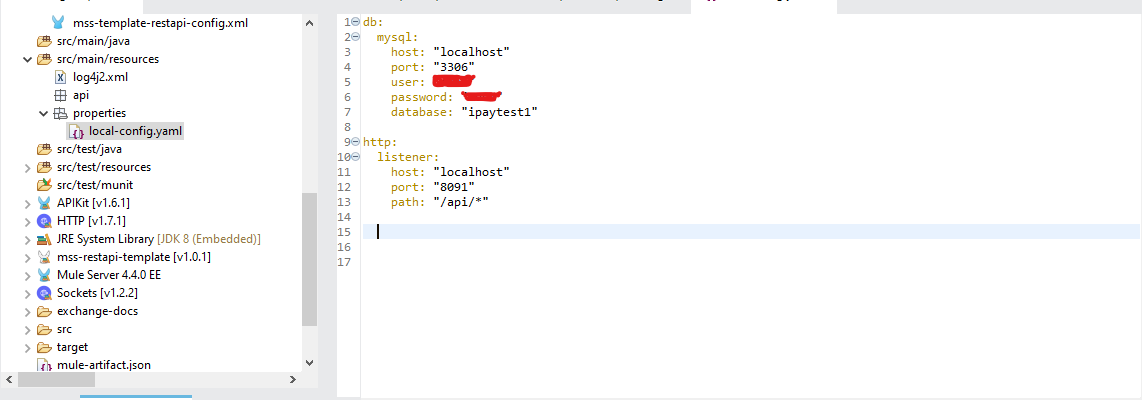 mss-template-restapi-config.xml
src/main/java
src/main/resources
log4j2.xml
api
properties
local-config.yaml
src/test/java
src/test/resources
src/test/munit
APIKit [v1.6.1]
HTTP [v1.7.1]
JRE System Library [JDK 8 (Embedded)]
mss-restapi-template [v1.0.1]
Mule Server 4.4.0 EE
Sockets [v1.2.2]
exchange-docs
src
target
mule-artifact.json
1 db:
2 mysql:
3 host: "localhost"
4 port: "3306"
5 user:
6 password:
7 database: "ipaytest1"
8
9 http:
10 listener:
11 host: "localhost"
12 port: "8091"
13 path: "/api/*"
14
15
16
17